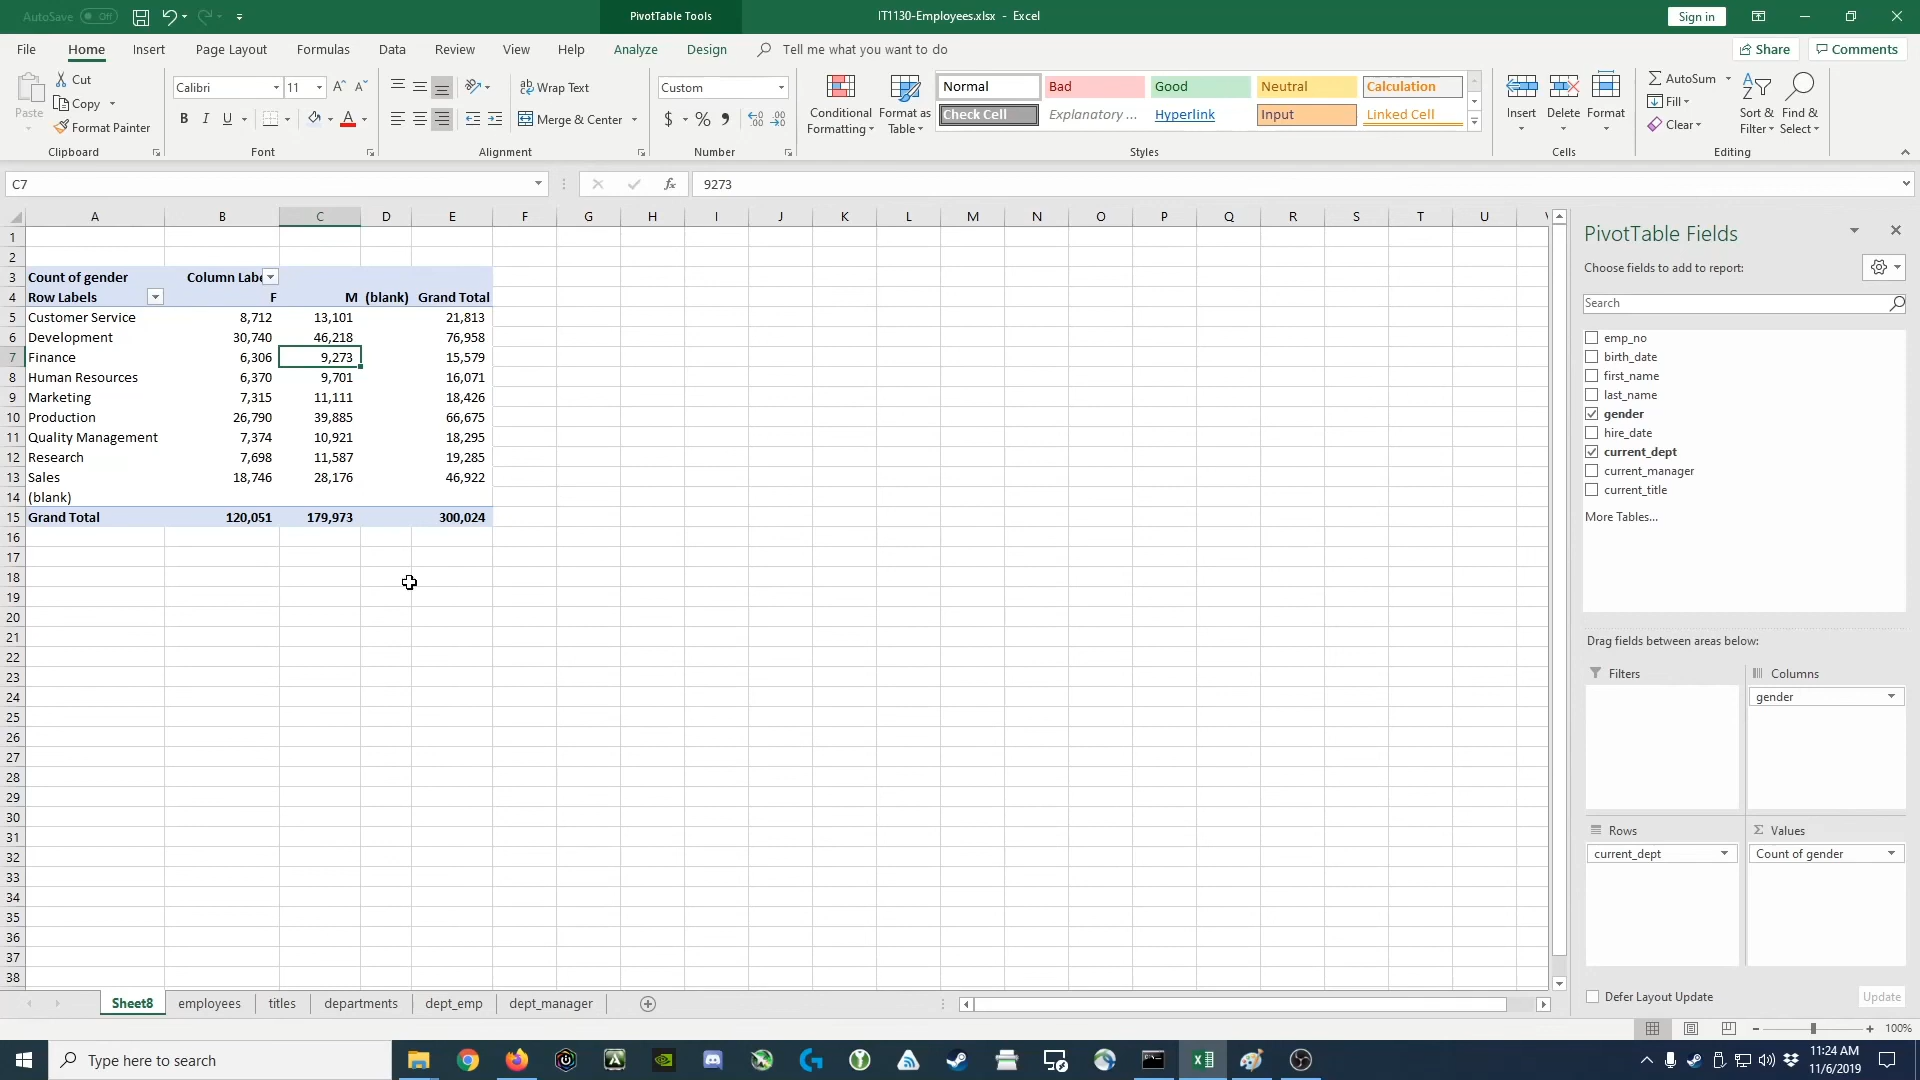 AutoSave Off PivotTable Tools IT1130-Employees.xlsx - Excel Sign in
File Home Insert Page Layout Formulas Data Review View Help Analyze Design Tell me what you want to do Share Comments
Paste Cut Copy Format Painter Clipboard
Calibri 11 A A B I U A Font
Wrap Text Merge & Center Alignment
Custom $ % , Number
Conditional Formatting Format as Table
Normal Bad Good Neutral Calculation
Check Cell Explanatory ... Hyperlink Input Linked Cell
Styles
Insert Delete Format Cells
AutoSum Fill Clear Sort & Filter Find & Select Editing
C7 fx 9273
A B C D E F G H I J K L M N O P Q R S T U
1
2
3 Count of gender Column Labe
4 Row Labels F M (blank) Grand Total
5 Customer Service 8,712 13,101 21,813
6 Development 30,740 46,218 76,958
7 Finance 6,306 9,273 15,579
8 Human Resources 6,370 9,701 16,071
9 Marketing 7,315 11,111 18,426
10 Production 26,790 39,885 66,675
11 Quality Management 7,374 10,921 18,295
12 Research 7,698 11,587 19,285
13 Sales 18,746 28,176 46,922
14 (blank)
15 Grand Total 120,051 179,973 300,024
16
17
18
19
20
21
22
23
24
25
26
27
28
29
30
31
32
33
34
35
36
37
38
PivotTable Fields
Choose fields to add to report:
Search
emp_no
birth_date
first_name
last_name
gender
hire_date
current_dept
current_manager
current_title
More Tables...
Drag fields between areas below:
Filters Columns
gender
Rows Values
current_dept Count of gender
Defer Layout Update Update
Sheet8 employees titles departments dept_emp dept_manager
100%
Type here to search
11:24 AM
11/6/2019